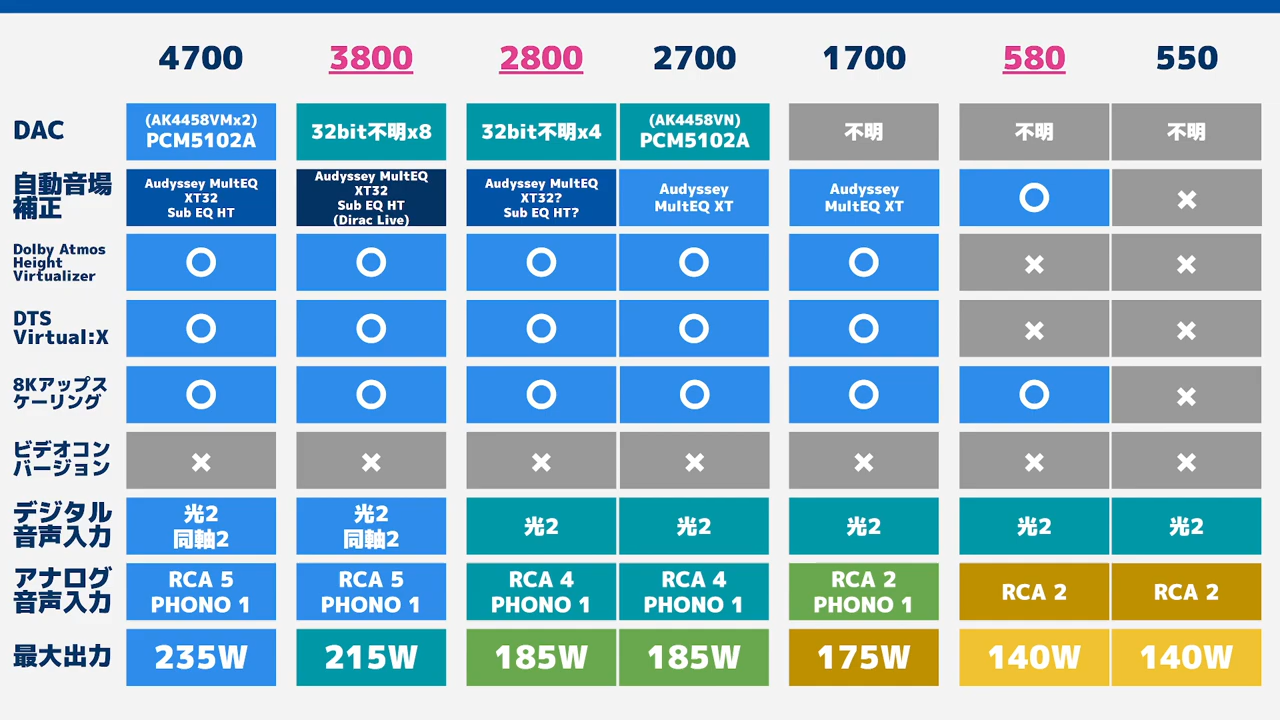 4700
3800
2800
2700
1700
580
550
DAC
(AK4458VMx2)
PCM5102A
32bit不明x8
32bit不明x4
(AK4458VN)
PCM5102A
不明
不明
不明
自動音場
補正
Audyssey MultEQ
XT32
Sub EQ HT
Audyssey MultEQ
XT32
Sub EQ HT
(Dirac Live)
Audyssey MultEQ
XT32?
Sub EQ HT?
Audyssey
MultEQ XT
Audyssey
MultEQ XT
○
×
Dolby Atmos
Height
Virtualizer
○
○
○
○
○
×
×
DTS
Virtual:X
○
○
○
○
○
×
×
8Kアップス
ケーリング
○
○
○
○
○
○
×
ビデオコン
バージョン
×
×
×
×
×
×
×
デジタル
音声入力
光2
同軸2
光2
同軸2
光2
光2
光2
光2
光2
アナログ
音声入力
RCA 5
PHONO 1
RCA 5
PHONO 1
RCA 4
PHONO 1
RCA 4
PHONO 1
RCA 2
PHONO 1
RCA 2
RCA 2
最大出力
235W
215W
185W
185W
175W
140W
140W